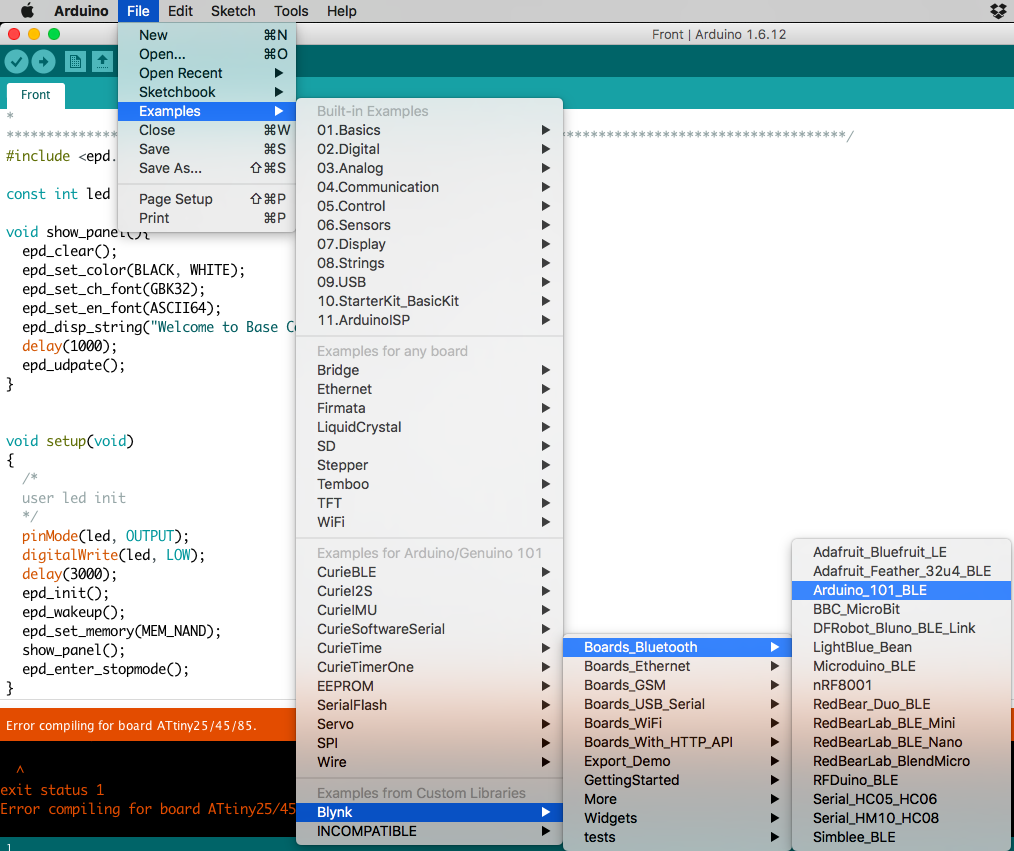 Arduino File Edit Sketch Tools Help
Front | Arduino 1.6.12
New ⌘N
Open... ⌘O
Open Recent ▶
Sketchbook ▶
Examples ▶
Close ⌘W
Save ⌘S
Save As... ⇧⌘S
Page Setup ⇧⌘P
Print ⌘P
Front
*
****************************************************/
#include <epd.
const int led
void show_panel(){
epd_clear();
epd_set_color(BLACK, WHITE);
epd_set_ch_font(GBK32);
epd_set_en_font(ASCII64);
epd_disp_string("Welcome to Base C
delay(1000);
epd_udpate();
}
void setup(void)
{
/*
user led init
*/
pinMode(led, OUTPUT);
digitalWrite(led, LOW);
delay(3000);
epd_init();
epd_wakeup();
epd_set_memory(MEM_NAND);
show_panel();
epd_enter_stopmode();
}
Error compiling for board ATtiny25/45/85.
^
exit status 1
Error compiling for board ATtiny25/45
1
Built-in Examples
01.Basics ▶
02.Digital ▶
03.Analog ▶
04.Communication ▶
05.Control ▶
06.Sensors ▶
07.Display ▶
08.Strings ▶
09.USB ▶
10.StarterKit_BasicKit ▶
11.ArduinoISP ▶
Examples for any board
Bridge ▶
Ethernet ▶
Firmata ▶
LiquidCrystal ▶
SD ▶
Stepper ▶
Temboo ▶
TFT ▶
WiFi ▶
Examples for Arduino/Genuino 101
CurieBLE ▶
CurieI2S ▶
CurieIMU ▶
CurieSoftwareSerial ▶
CurieTime ▶
CurieTimerOne ▶
EEPROM ▶
SerialFlash ▶
Servo ▶
SPI ▶
Wire ▶
Examples from Custom Libraries
Blynk ▶
INCOMPATIBLE ▶
Boards_Bluetooth ▶
Boards_Ethernet ▶
Boards_GSM ▶
Boards_USB_Serial ▶
Boards_WiFi ▶
Boards_With_HTTP_API ▶
Export_Demo ▶
GettingStarted ▶
More ▶
Widgets ▶
tests ▶
Adafruit_Bluefruit_LE
Adafruit_Feather_32u4_BLE
Arduino_101_BLE
BBC_MicroBit
DFRobot_Bluno_BLE_Link
LightBlue_Bean
Microduino_BLE
nRF8001
RedBear_Duo_BLE
RedBearLab_BLE_Mini
RedBearLab_BLE_Nano
RedBearLab_BlendMicro
RFDuino_BLE
Serial_HC05_HC06
Serial_HM10_HC08
Simblee_BLE